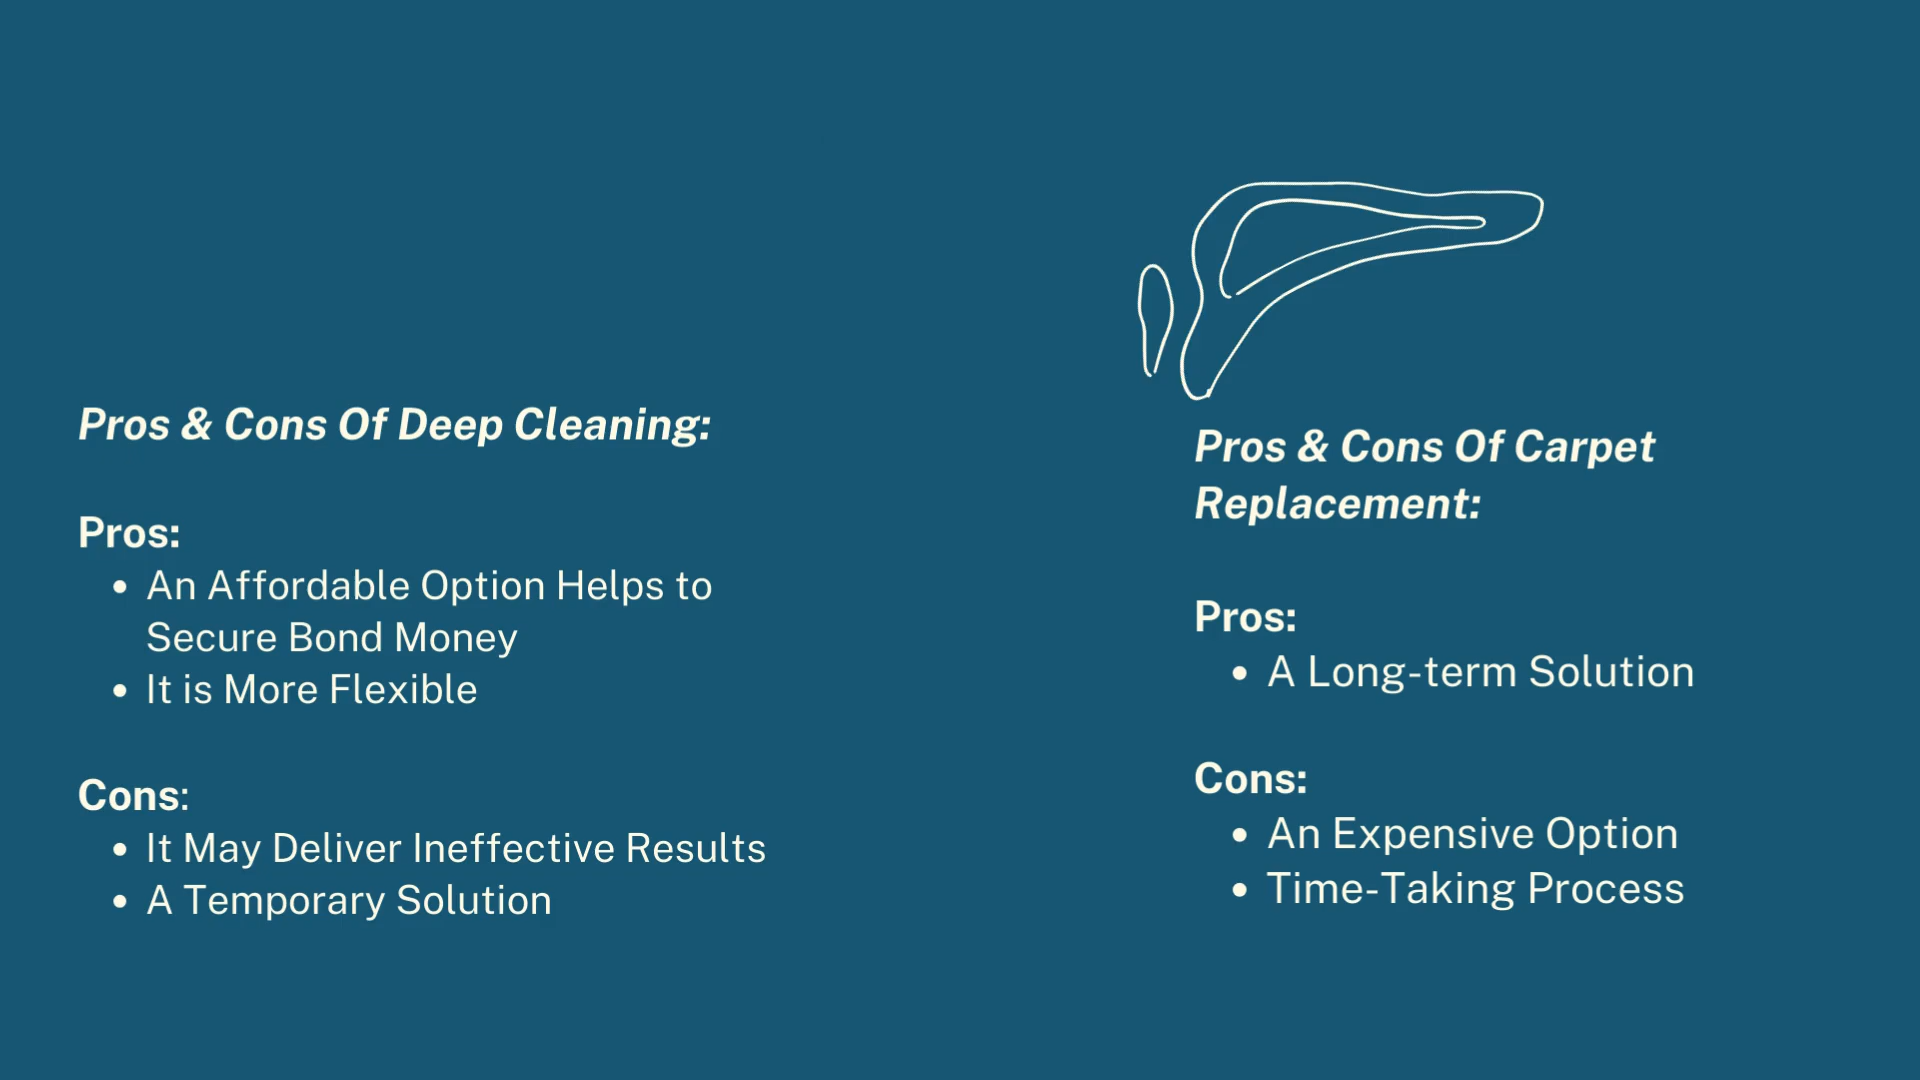 Pros & Cons Of Deep Cleaning:
Pros:
• An Affordable Option Helps to
Secure Bond Money
• It is More Flexible
Cons:
• It May Deliver Ineffective Results
• A Temporary Solution
Pros & Cons Of Carpet
Replacement:
Pros:
• A Long-term Solution
Cons:
• An Expensive Option
• Time-Taking Process